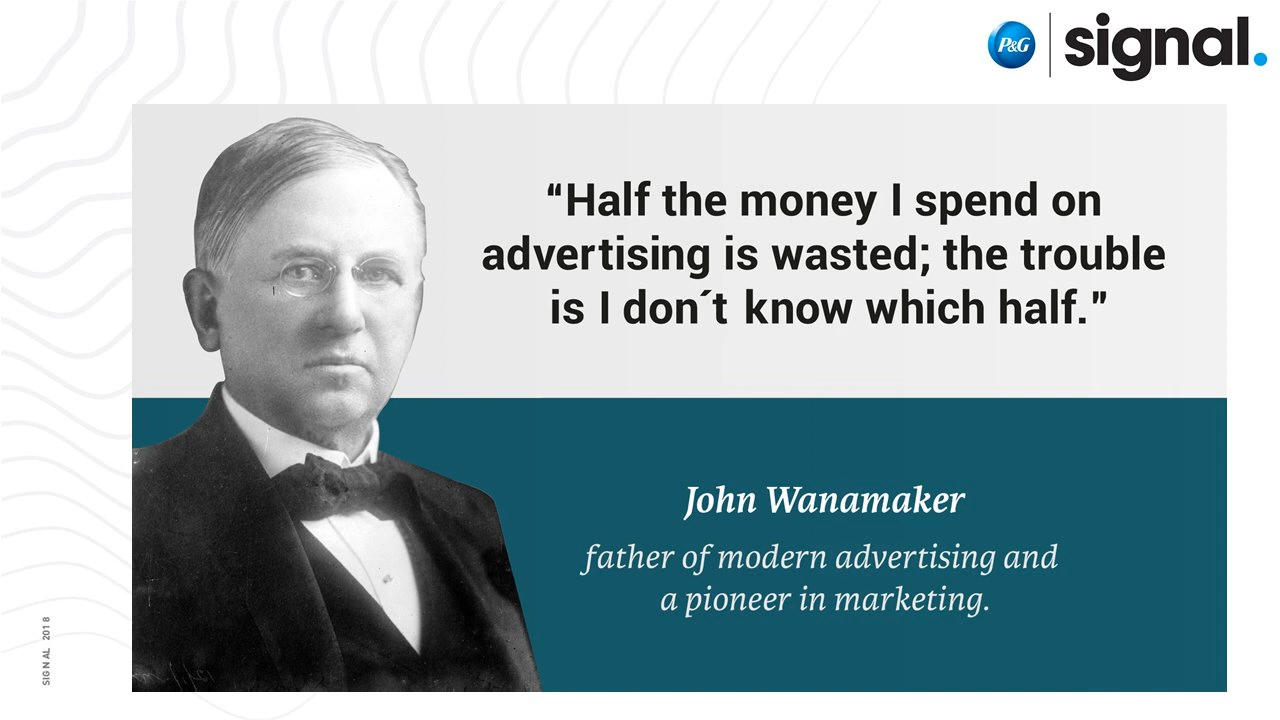 P&G signal.
“Half the money I spend on
advertising is wasted; the trouble
is I don´t know which half.”
John Wanamaker
father of modern advertising and
a pioneer in marketing.
SIGNAL 2018